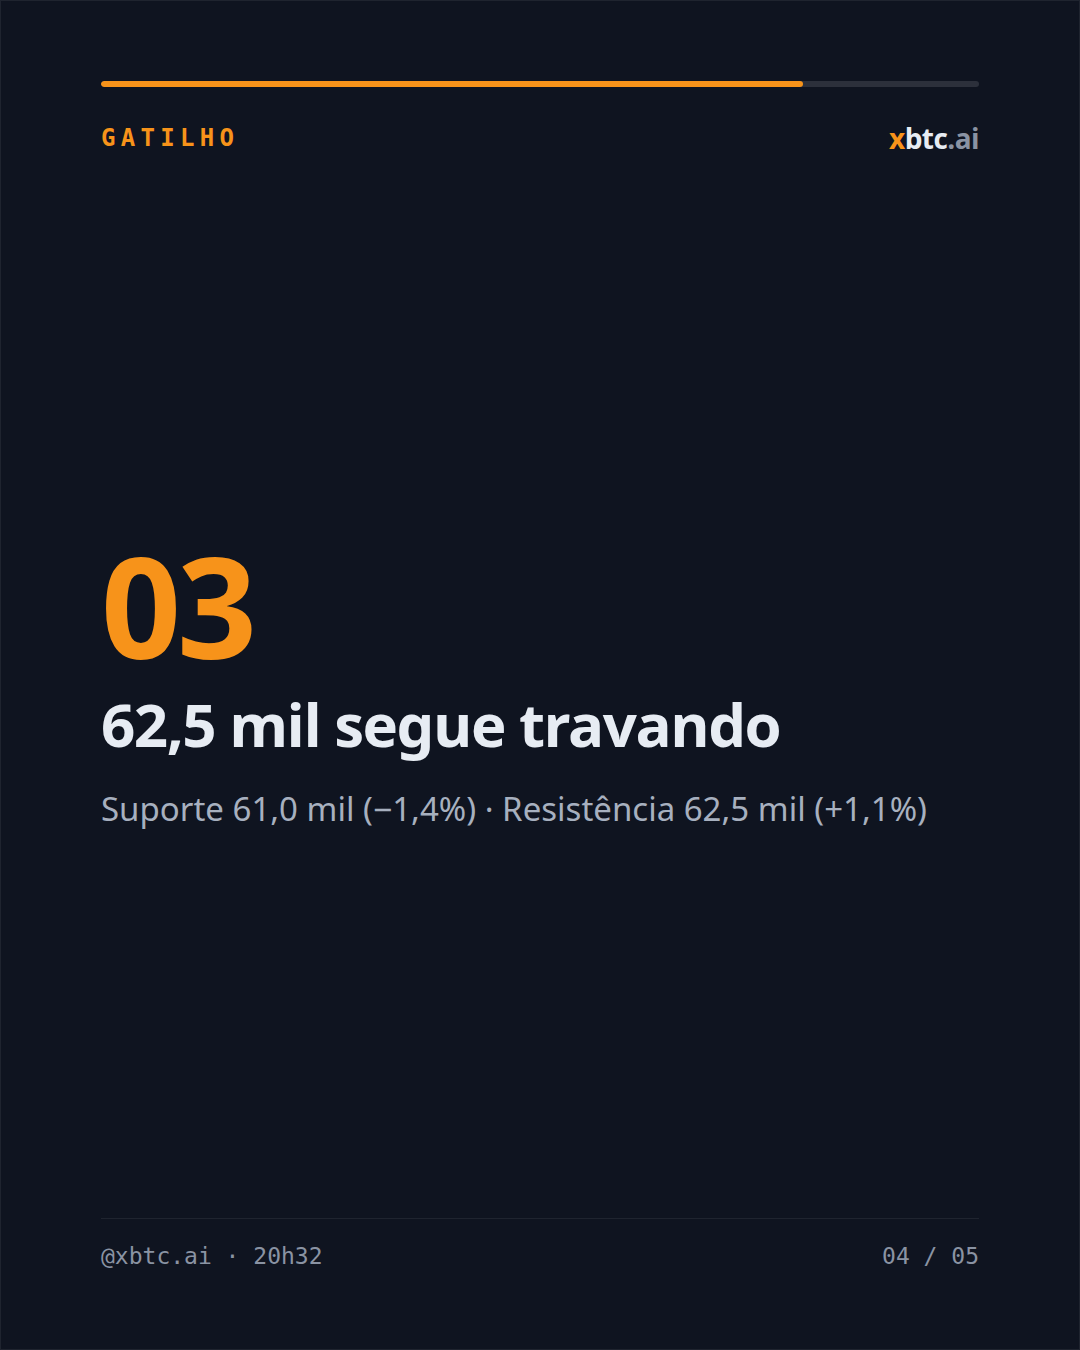 GATILHO
xbtc.ai
03
62,5 mil segue travando
Suporte 61,0 mil (−1,4%) · Resistência 62,5 mil (+1,1%)
@xbtc.ai · 20h32
04 / 05